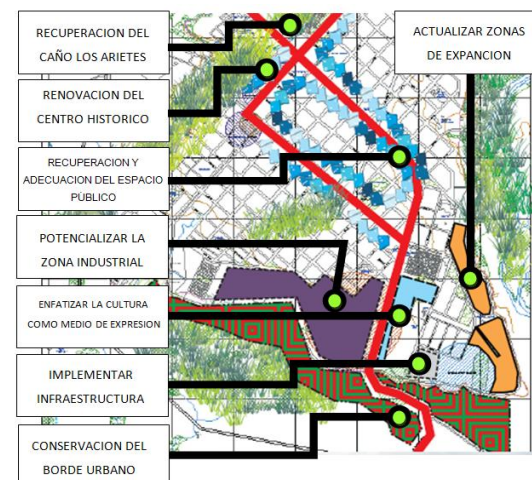 RECUPERACION DEL
CAÑO LOS ARIETES
RENOVACION DEL
CENTRO HISTORICO
RECUPERACION Y
ADECUACION DEL ESPACIO
PÚBLICO
POTENCIALIZAR LA
ZONA INDUSTRIAL
ENFATIZAR LA CULTURA
COMO MEDIO DE EXPRESION
IMPLEMENTAR
INFRAESTRUCTURA
CONSERVACION DEL
BORDE URBANO
ACTUALIZAR ZONAS
DE EXPANCION